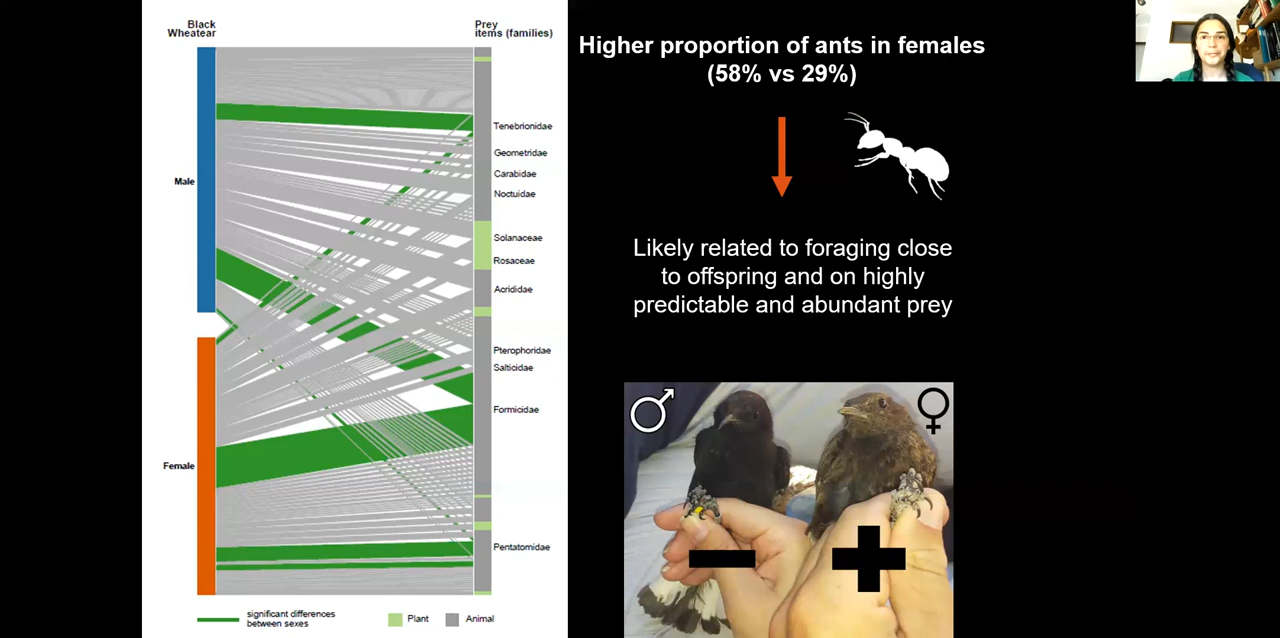 Black
Wheatear
Prey
items (families)
Male
Female
Tenebrionidae
Geometridae
Carabidae
Noctuidae
Solanaceae
Rosaceae
Acrididae
Pterophoridae
Salticidae
Formicidae
Pentatomidae
significant differences
between sexes
Plant
Animal
Higher proportion of ants in females
(58% vs 29%)
Likely related to foraging close
to offspring and on highly
predictable and abundant prey